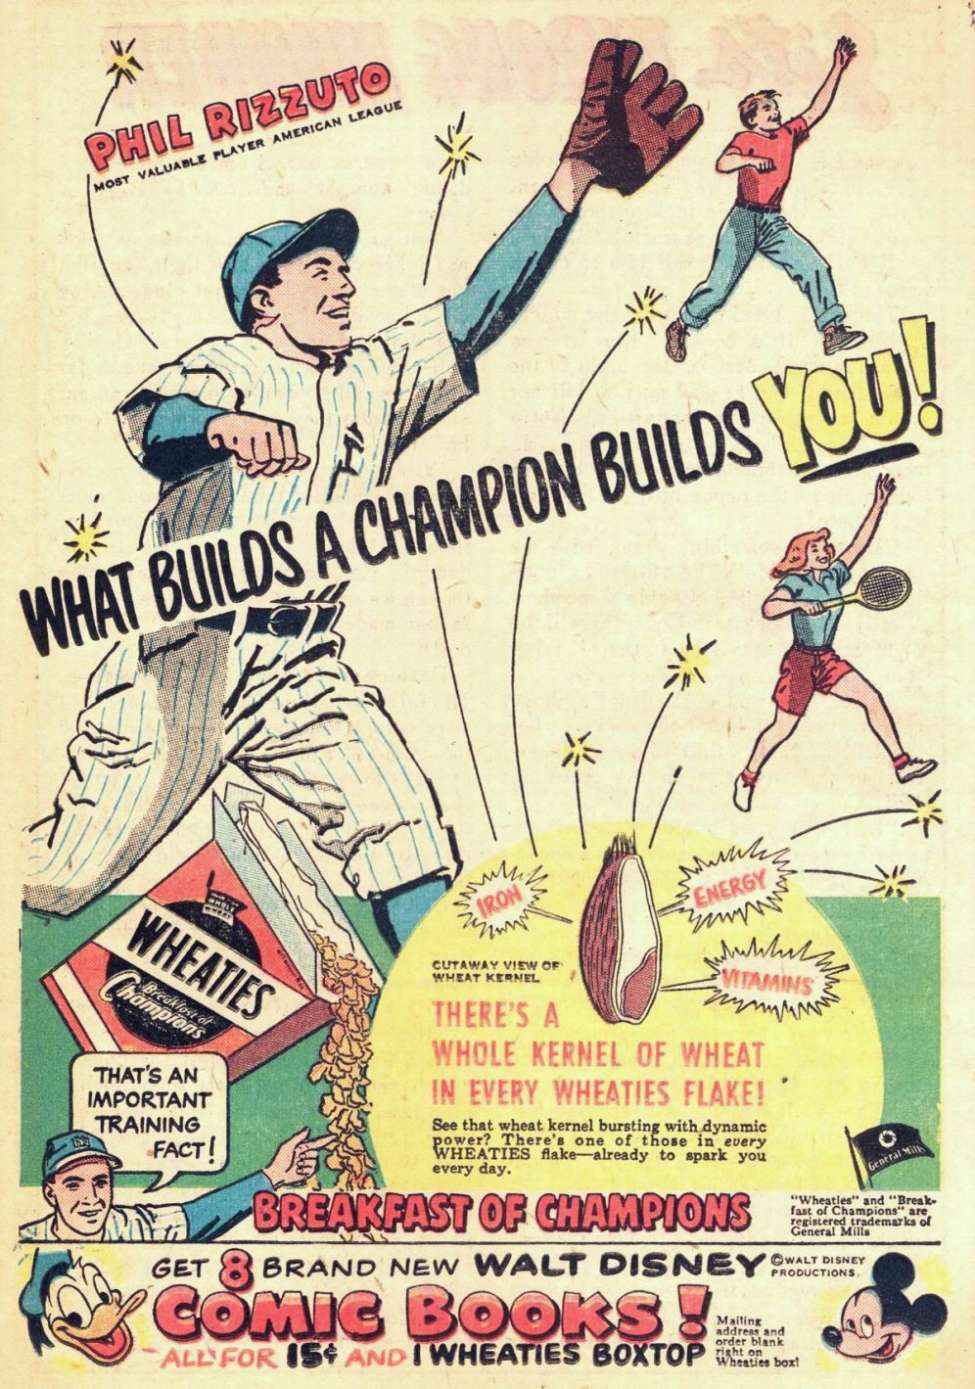 PHIL RIZZUTO
MOST VALUABLE PLAYER AMERICAN LEAGUE
WHAT BUILDS A CHAMPION BUILDS YOU!
WHEATIES
Breakfast of
Champions
IRON
ENERGY
VITAMINS
CUTAWAY VIEW OF
WHEAT KERNEL
THERE'S A
WHOLE KERNEL OF WHEAT
IN EVERY WHEATIES FLAKE!
See that wheat kernel bursting with dynamic
power? There's one of those in every
WHEATIES flake—already to spark you
every day.
THAT'S AN
IMPORTANT
TRAINING
FACT!
General Mills
BREAKFAST OF CHAMPIONS
"Wheaties" and "Break-
fast of Champions" are
registered trademarks of
General Mills
GET 8 BRAND NEW WALT DISNEY
©WALT DISNEY
PRODUCTIONS.
COMIC BOOKS!
ALL FOR 15¢ AND 1 WHEATIES BOXTOP
Mailing
address and
order blank
right on
Wheaties box!